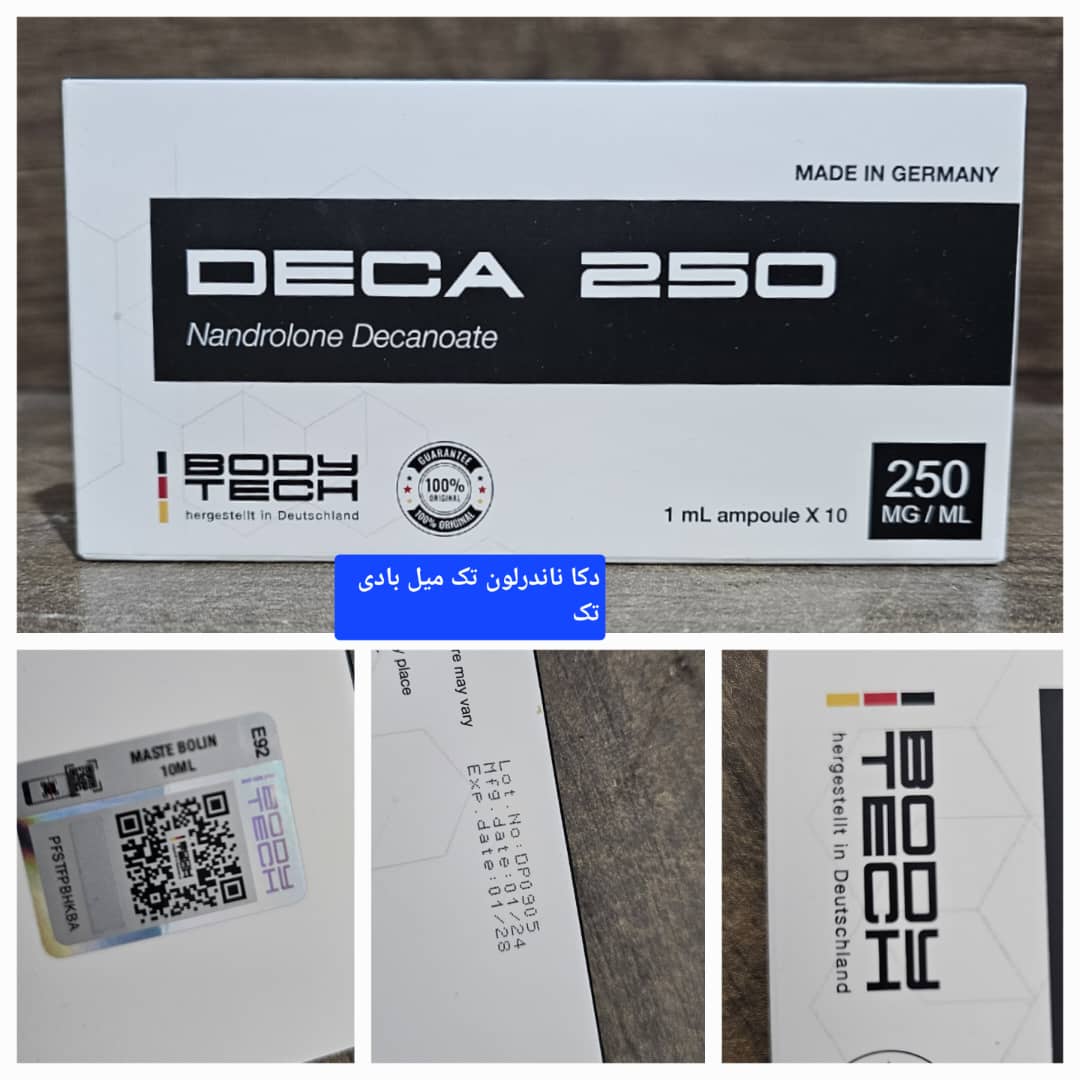 MADE IN GERMANY
DECA 250
Nandrolone Decanoate
BODY
TECH
hergestellt in Deutschland
GUARANTEE
100%
ORIGINAL
100% ORIGINAL
1 mL ampoule X 10
250
MG / ML
دکا ناندرلون تک میل بادی
تک
MASTE BOLIN
10ML
E92
BODY
TECH
PFSTFPBHKBA
y place
re may vary
Lot. No:DP0905
Mfg.date:01/24
Exp.date:01/28
BODY
TECH
hergestellt in Deutschland